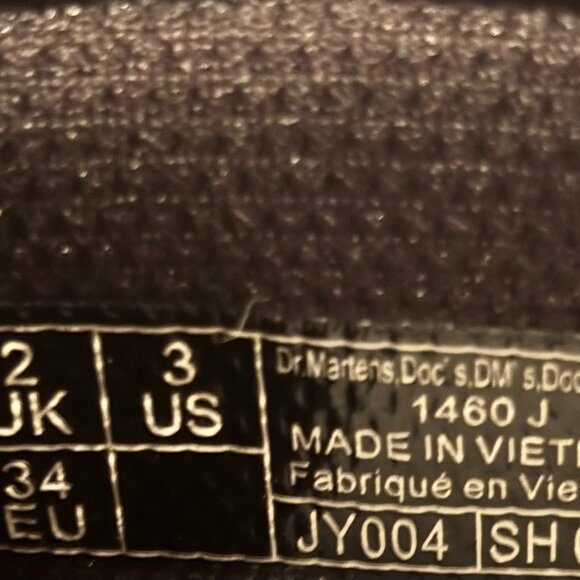 2 UK
3 US
34 EU
Dr.Martens,Doc's,DM's,Doc
1460 J
MADE IN VIET
Fabriqué en Vie
JY004
SH